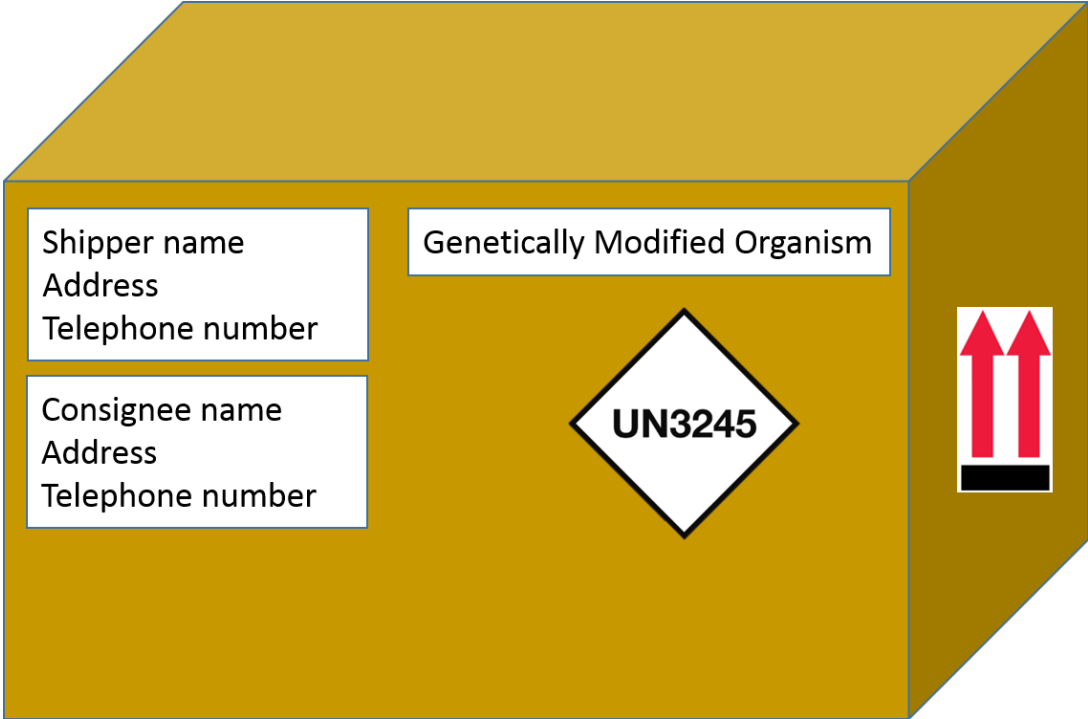 Shipper name
Address
Telephone number
Genetically Modified Organism
Consignee name
Address
Telephone number
UN3245